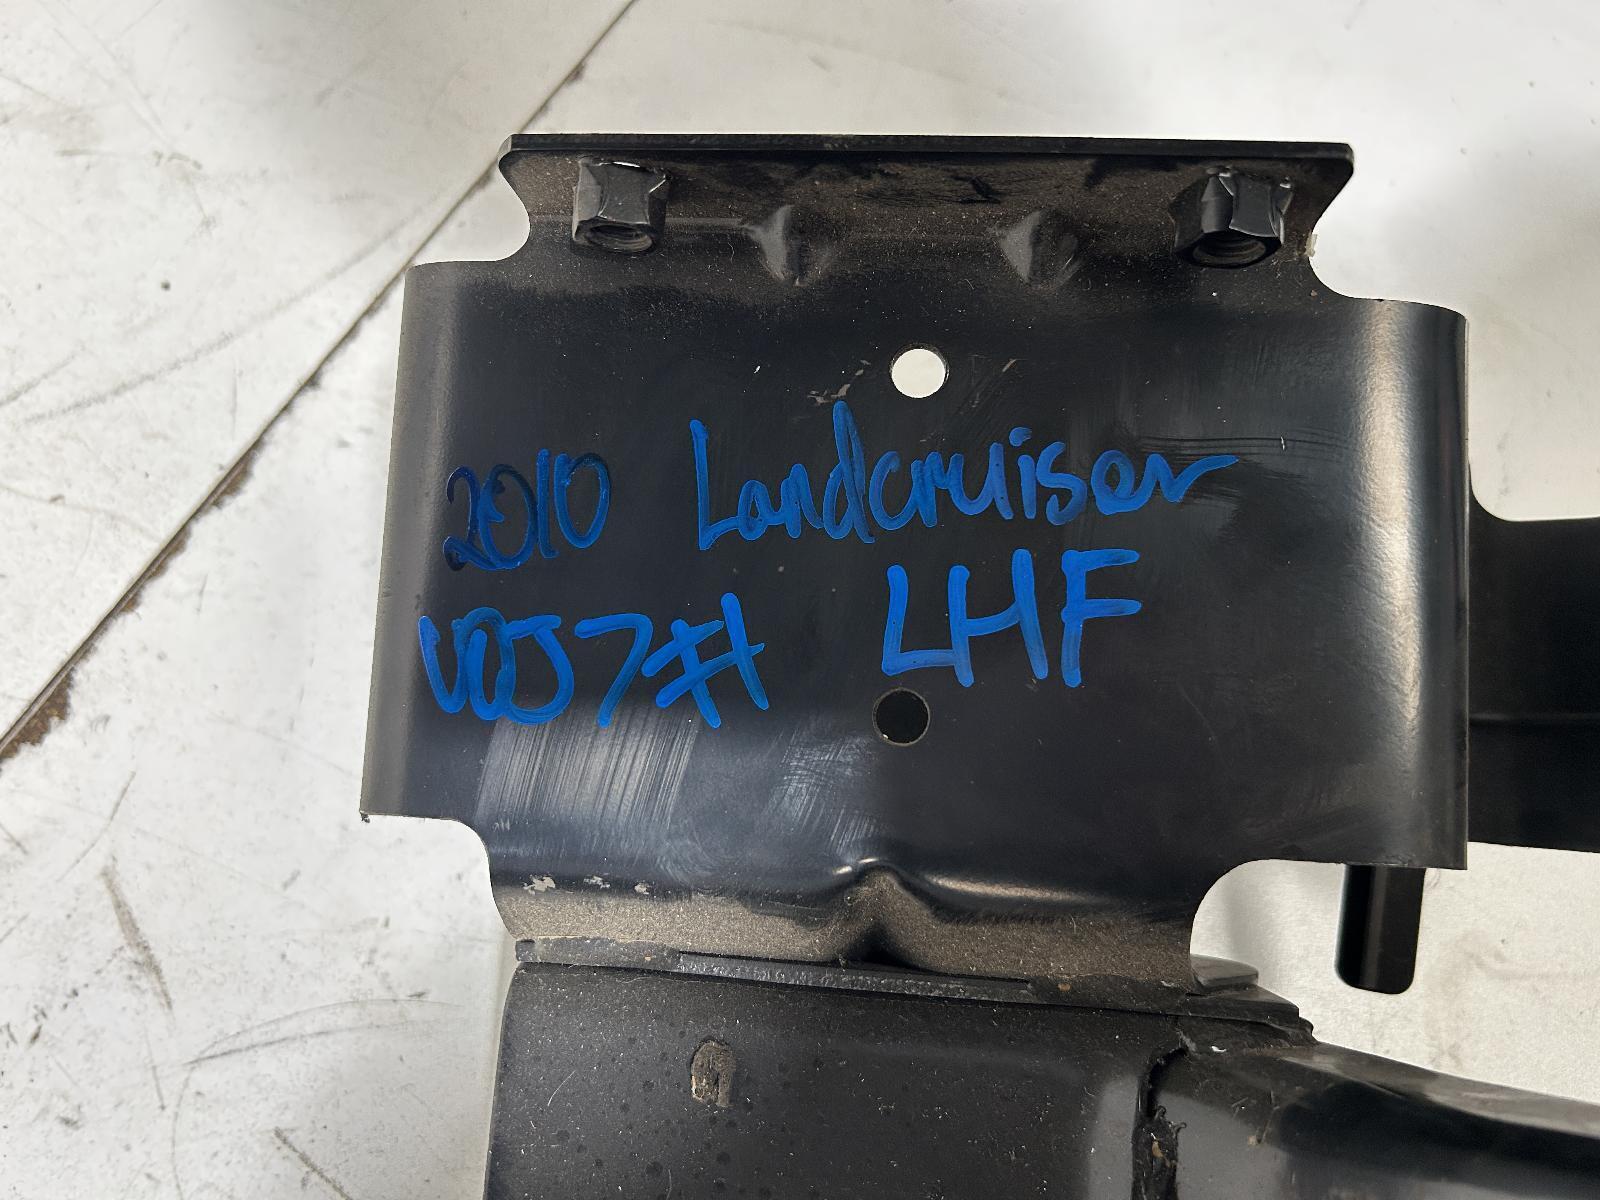 2010 Landcruiser
VDJ7# LHF